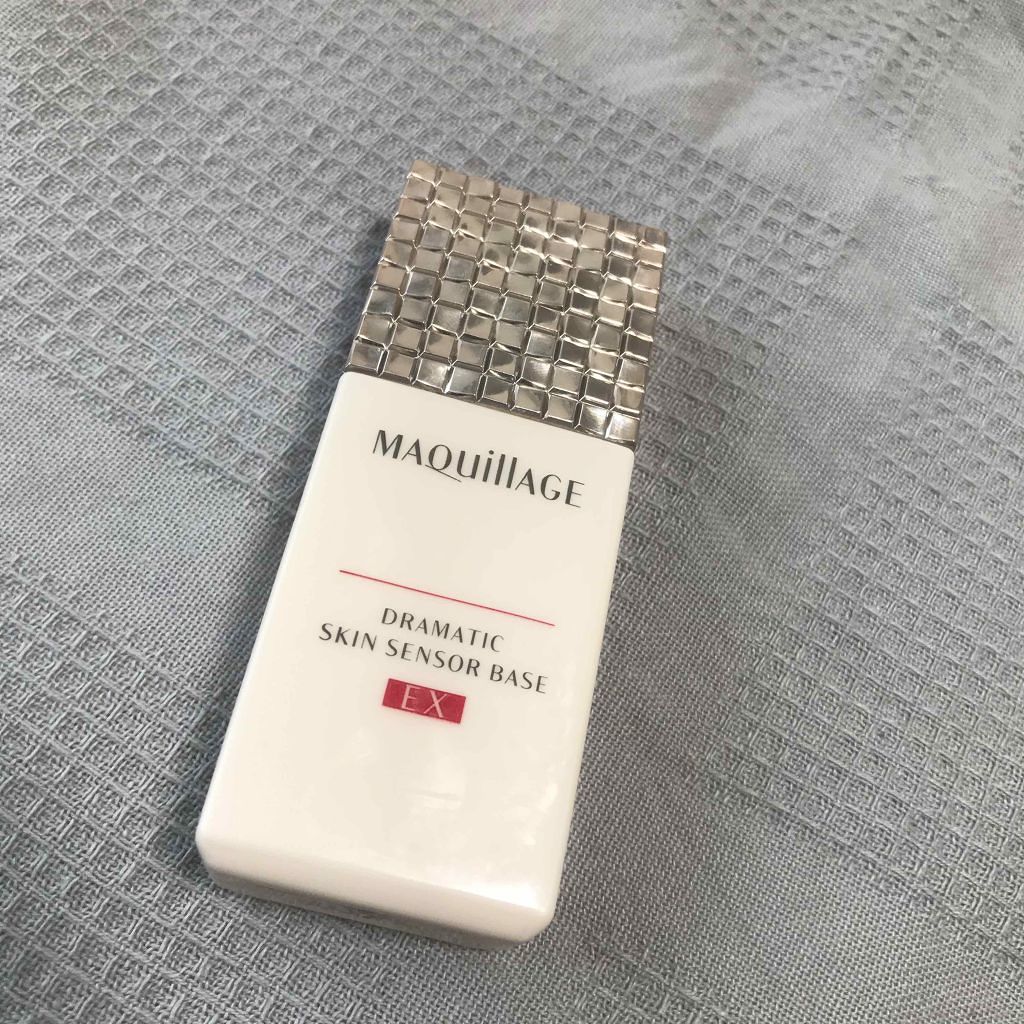 MAQuillAGE
DRAMATIC
SKIN SENSOR BASE
EX